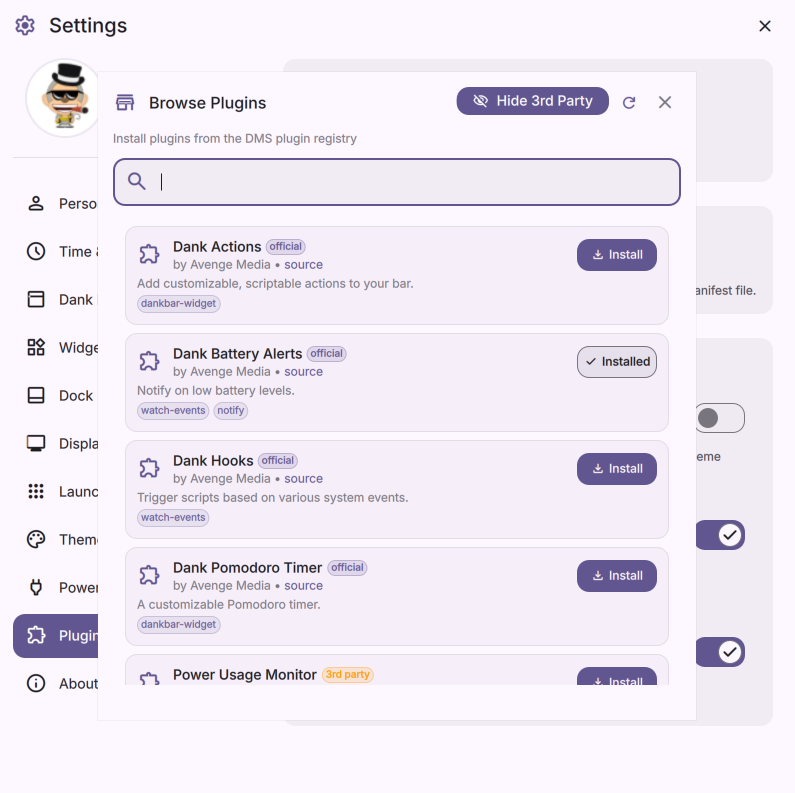 Settings
Browse Plugins
Hide 3rd Party
Install plugins from the DMS plugin registry
Dank Actions official
by Avenge Media • source
Install
Add customizable, scriptable actions to your bar.
dankbar-widget
Dank Battery Alerts official
by Avenge Media • source
Installed
Notify on low battery levels.
watch-events notify
Dank Hooks official
by Avenge Media • source
Install
Trigger scripts based on various system events.
watch-events
Dank Pomodoro Timer official
by Avenge Media • source
Install
A customizable Pomodoro timer.
dankbar-widget
Power Usage Monitor 3rd party
Install
Perso
Time &
Dank
Widge
Dock
Displa
Launc
Them
Power
Plugin
About
anifest file.
eme